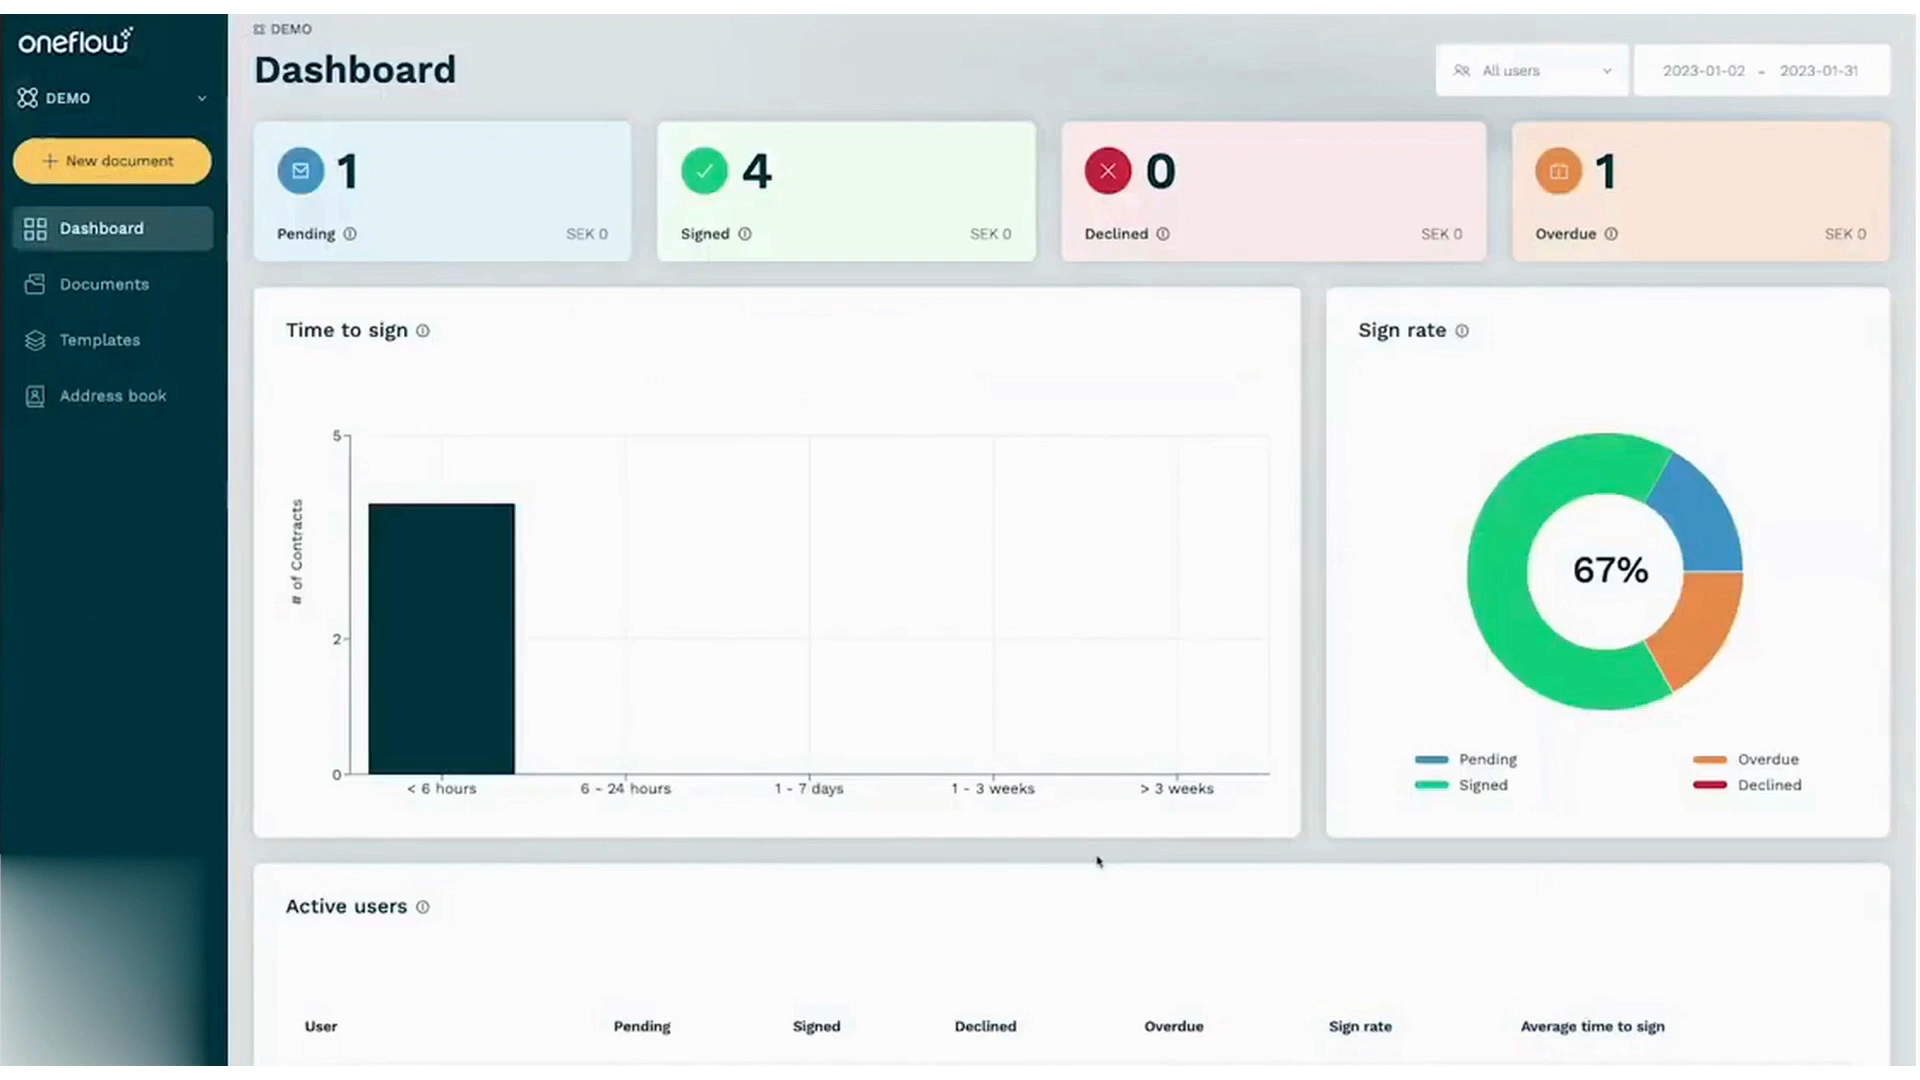 oneflow
DEMO
New document
Dashboard
Documents
Templates
Address book
DEMO
Dashboard
All users
2023-01-02 - 2023-01-31
1
Pending
SEK 0
4
Signed
SEK 0
0
Declined
SEK 0
1
Overdue
SEK 0
Time to sign
# of Contracts
5
2
0
< 6 hours
6 - 24 hours
1 - 7 days
1 - 3 weeks
> 3 weeks
Sign rate
67%
Pending
Overdue
Signed
Declined
Active users
User Pending Signed Declined Overdue Sign rate Average time to sign